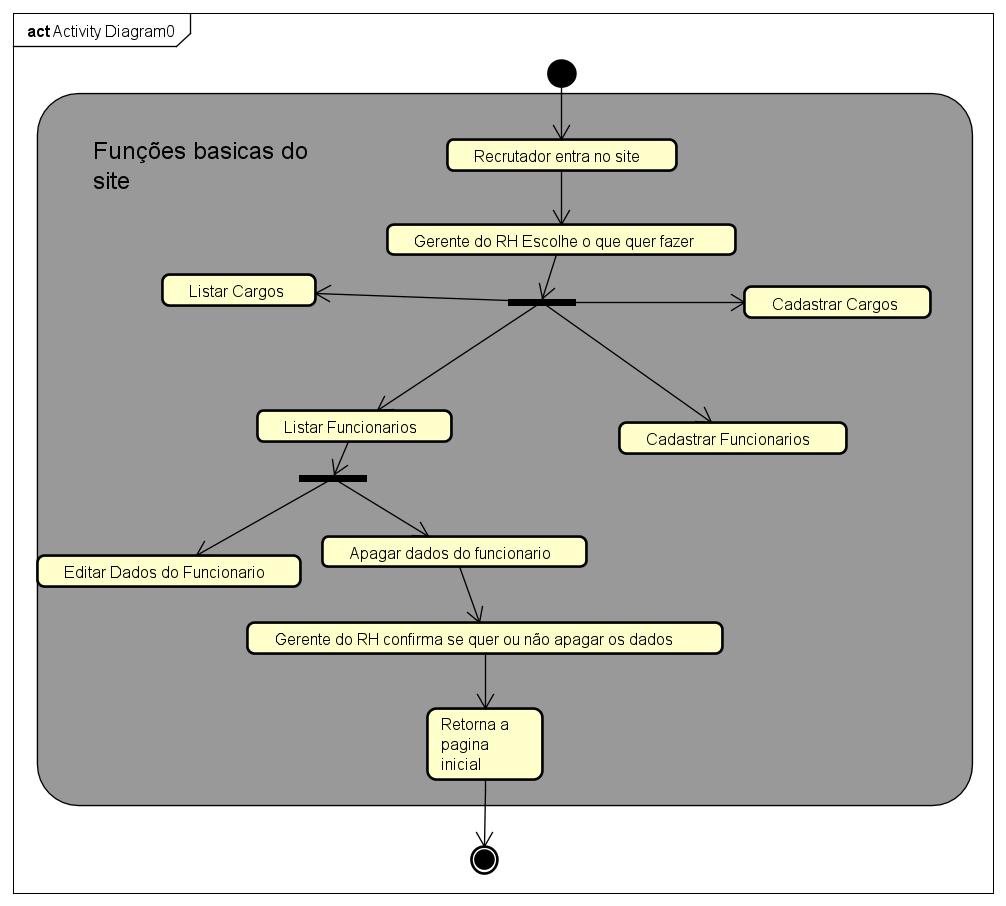 act Activity Diagram0
Funções basicas do
site
Recrutador entra no site
Gerente do RH Escolhe o que quer fazer
Listar Cargos
Cadastrar Cargos
Listar Funcionarios
Cadastrar Funcionarios
Apagar dados do funcionario
Editar Dados do Funcionario
Gerente do RH confirma se quer ou não apagar os dados
Retorna a
pagina
inicial